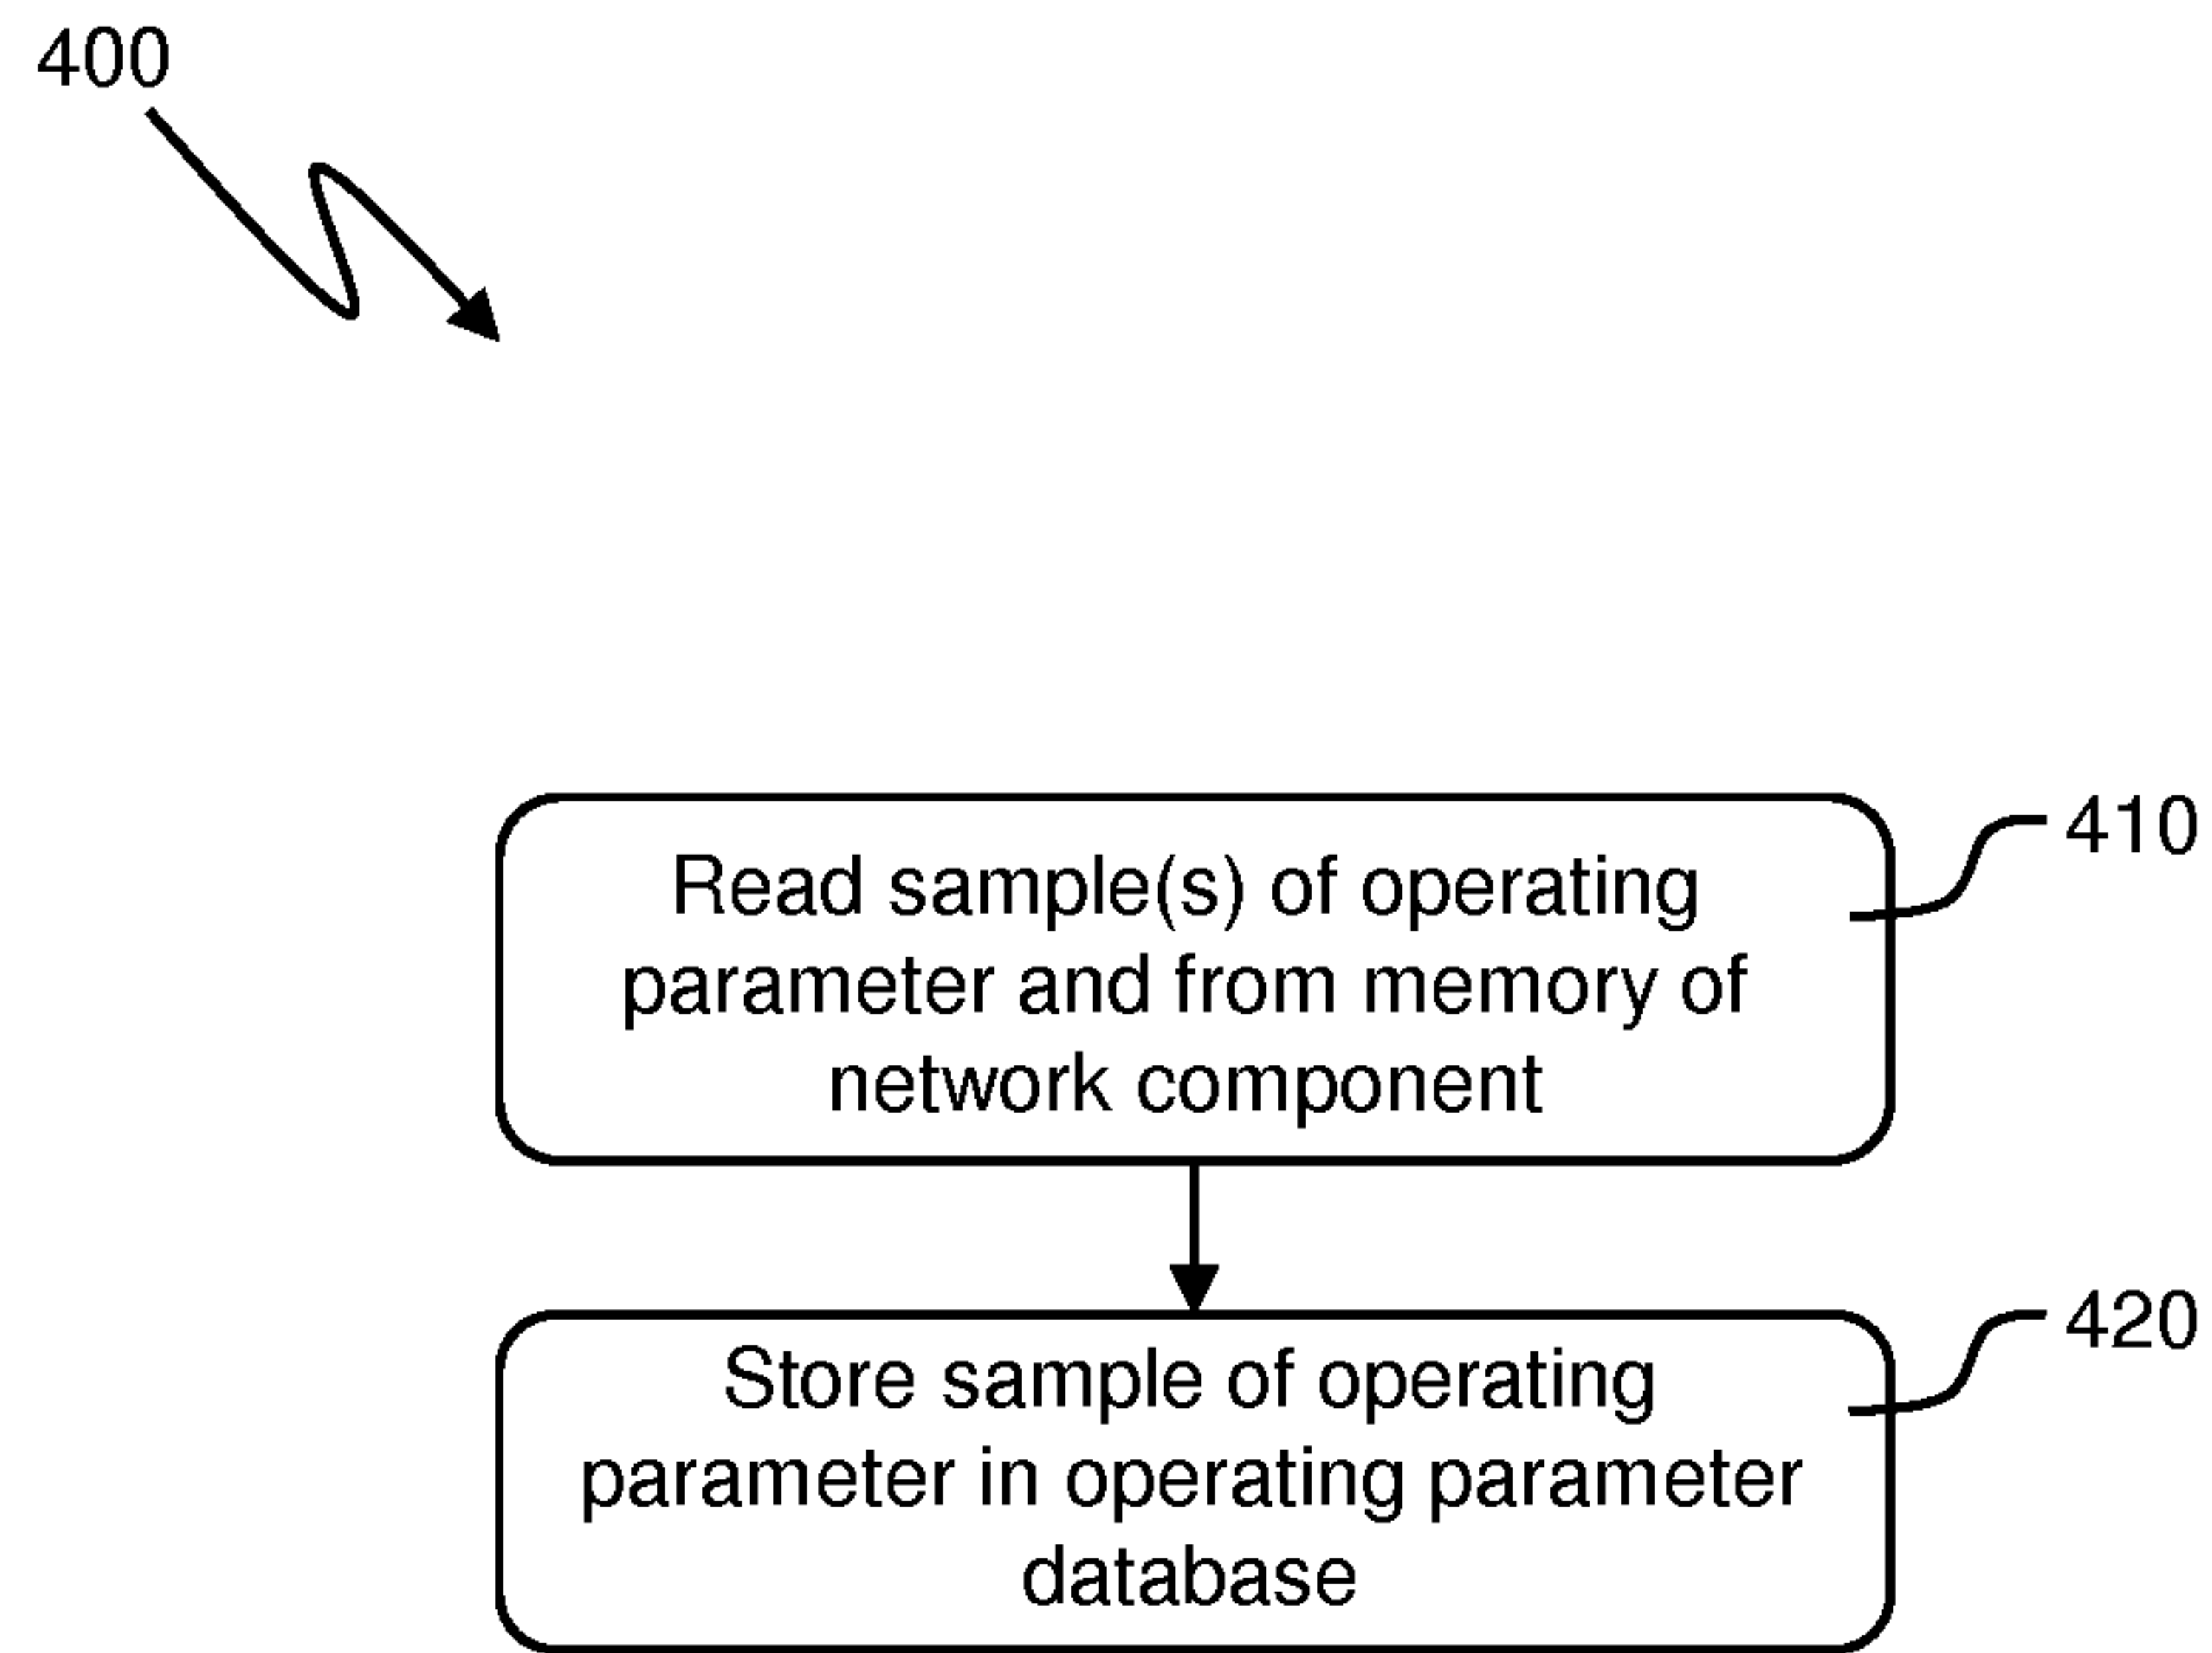 400
Read sample(s) of operating
parameter and from memory of
network component
410
Store sample of operating
parameter in operating parameter
database
420